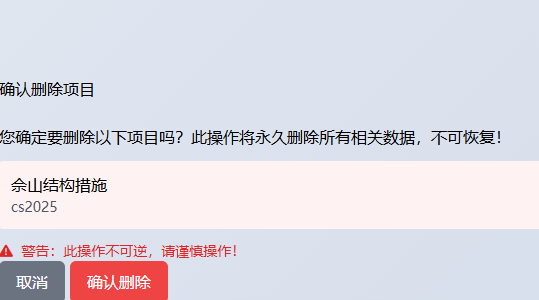 确认删除项目
您确定要删除以下项目吗？此操作将永久删除所有相关数据，不可恢复！
佘山结构措施
cs2025
警告：此操作不可逆，请谨慎操作！
取消 确认删除